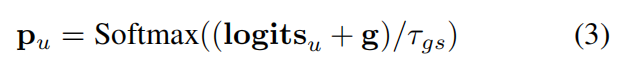 p_u = Softmax((logits_u + g)/τ_gs) (3)